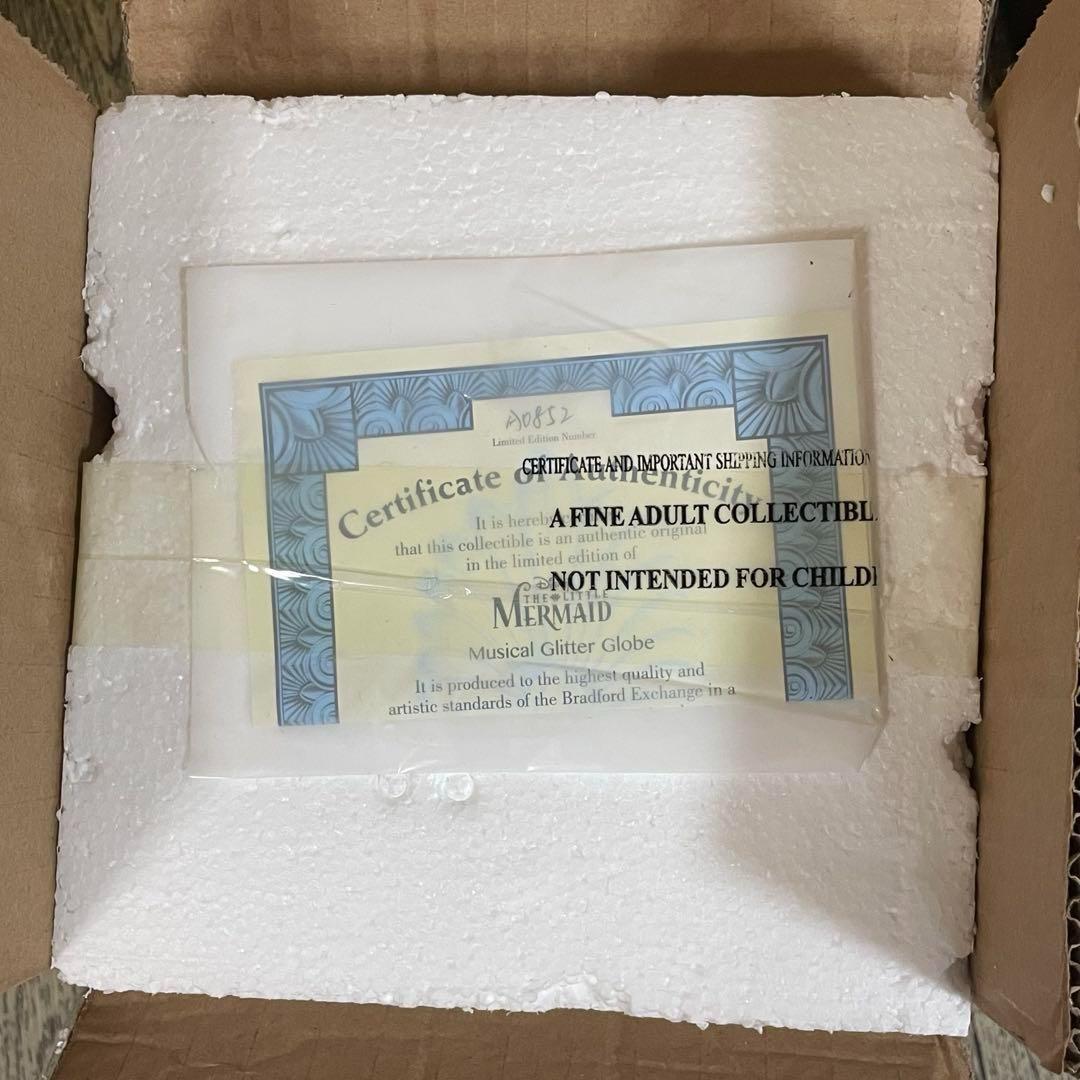 A0852
Limited Edition Number
CERTIFICATE AND IMPORTANT SHIPPING INFORMATION
Certificate of Authenticity
It is hereb
A FINE ADULT COLLECTIBL
that this collectible is an authentic original
in the limited edition of
NOT INTENDED FOR CHILD
Disney
THE LITTLE
MERMAID
Musical Glitter Globe
It is produced to the highest quality and
artistic standards of the Bradford Exchange in a